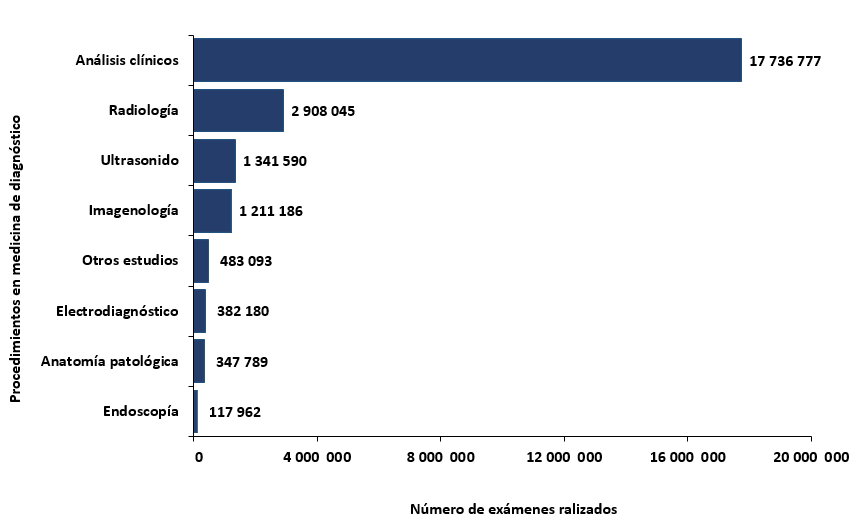 Procedimientos en medicina de diagnóstico
Análisis clínicos 17 736 777
Radiología 2 908 045
Ultrasonido 1 341 590
Imagenología 1 211 186
Otros estudios 483 093
Electrodiagnóstico 382 180
Anatomía patológica 347 789
Endoscopía 117 962
0 4 000 000 8 000 000 12 000 000 16 000 000 20 000 000
Número de exámenes ralizados